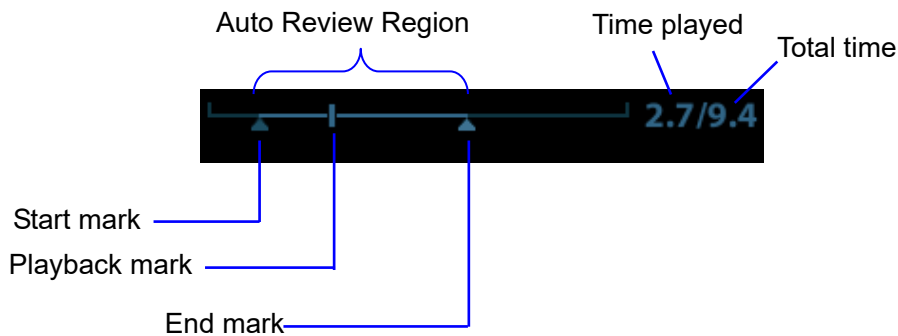 Auto Review Region
Time played
Total time
2.7/9.4
Start mark
Playback mark
End mark